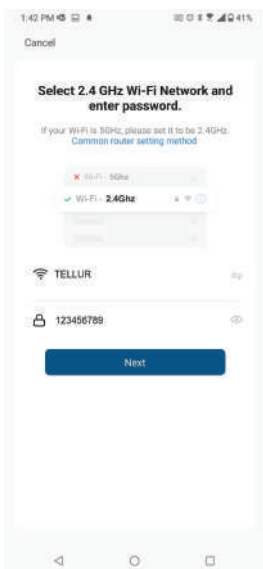 1:42 PM 41%
Cancel
Select 2.4 GHz Wi-Fi Network and
enter password.
If your Wi-Fi is 5GHz, please set it to be 2.4GHz.
Common router setting method
Wi-Fi - 5Ghz
Wi-Fi - 2.4Ghz
TELLUR
123456789
Next